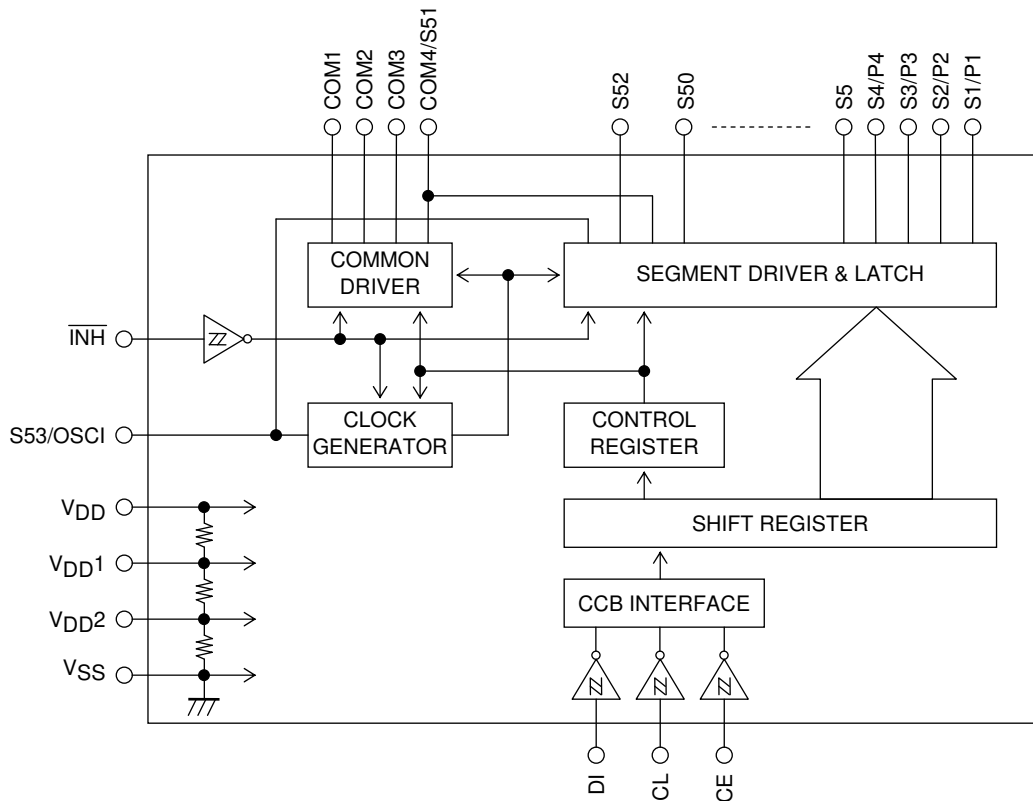 COM1
COM2
COM3
COM4/S51
S52
S50
S5
S4/P4
S3/P3
S2/P2
S1/P1
COMMON
DRIVER
SEGMENT DRIVER & LATCH
INH
S53/OSCI
CLOCK
GENERATOR
CONTROL
REGISTER
VDD
SHIFT REGISTER
VDD1
CCB INTERFACE
VDD2
VSS
DI
CL
CE